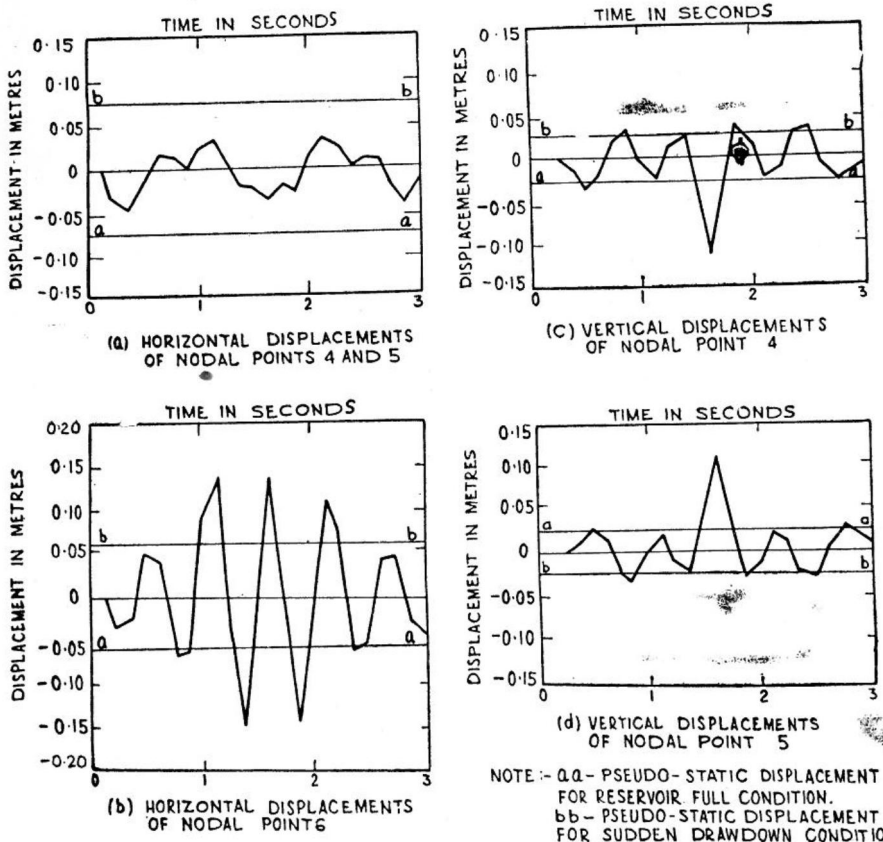 TIME IN SECONDS
DISPLACEMENT IN METRES
0.15
0.10
0.05
0
-0.05
-0.10
-0.15
b b
a a
0 1 2 3
(a) HORIZONTAL DISPLACEMENTS
OF NODAL POINTS 4 AND 5
TIME IN SECONDS
DISPLACEMENT IN METRES
0.15
0.10
0.05
0
-0.05
-0.10
-0.15
b b
a a
0 1 2 3
(C) VERTICAL DISPLACEMENTS
OF NODAL POINT 4
TIME IN SECONDS
DISPLACEMENT IN METRES
0.20
0.15
0.10
0.05
0
-0.05
-0.10
-0.15
-0.20
b b
a a
0 1 2 3
(b) HORIZONTAL DISPLACEMENTS
OF NODAL POINT 6
TIME IN SECONDS
DISPLACEMENT IN METRES
0.15
0.10
0.05
0
-0.05
-0.10
-0.15
a a
b b
0 1 2 3
(d) VERTICAL DISPLACEMENTS
OF NODAL POINT 5
NOTE :- aa - PSEUDO-STATIC DISPLACEMENT
FOR RESERVOIR FULL CONDITION.
bb - PSEUDO-STATIC DISPLACEMENT
FOR SUDDEN DRAWDOWN